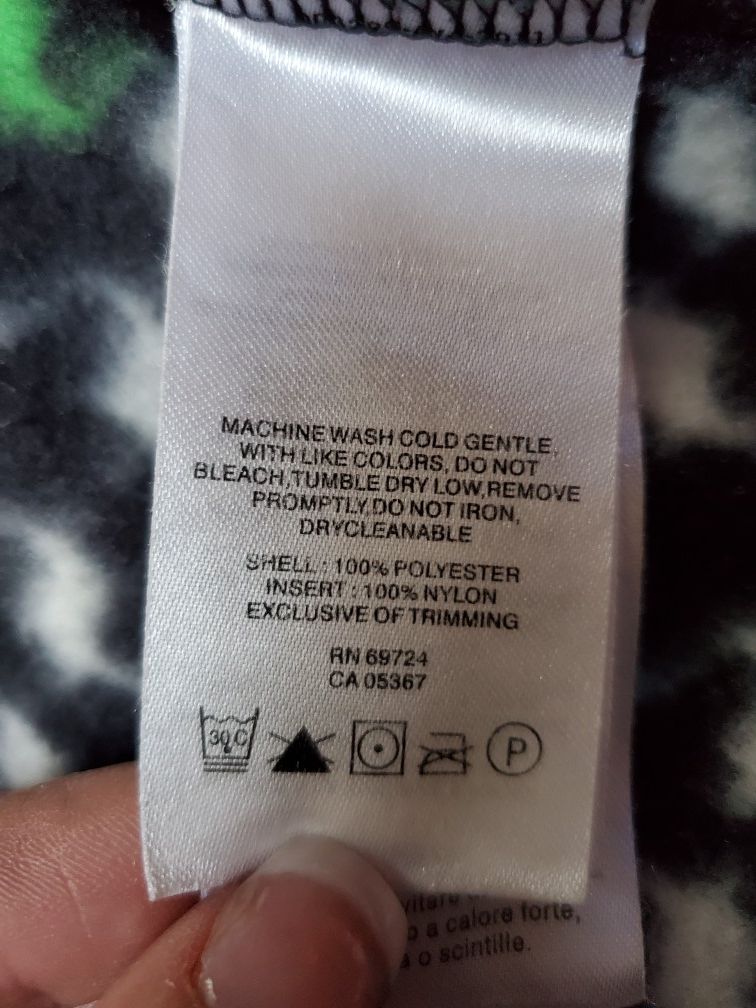 MACHINE WASH COLD GENTLE,
WITH LIKE COLORS, DO NOT
BLEACH,TUMBLE DRY LOW,REMOVE
PROMPTLY,DO NOT IRON,
DRYCLEANABLE
SHELL : 100% POLYESTER
INSERT : 100% NYLON
EXCLUSIVE OF TRIMMING
RN 69724
CA 05367
30 C P
a calore forte,
o scintille.